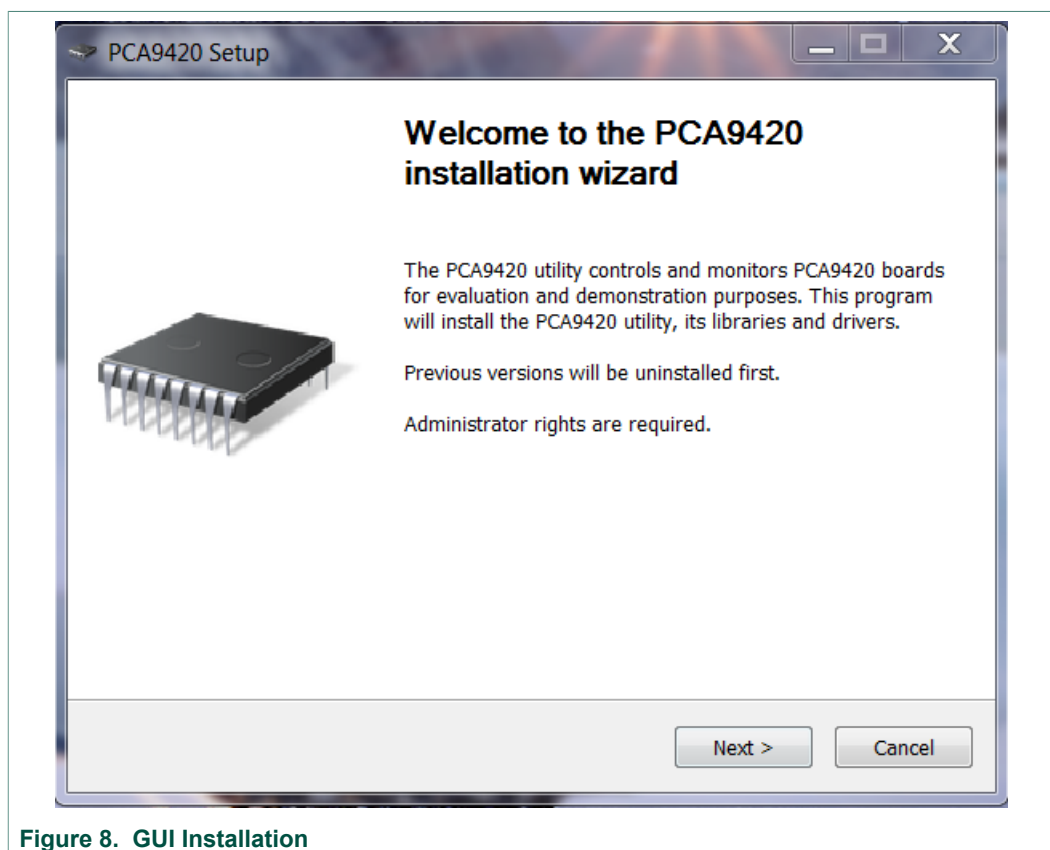 PCA9420 Setup
X
Welcome to the PCA9420
installation wizard
The PCA9420 utility controls and monitors PCA9420 boards
for evaluation and demonstration purposes. This program
will install the PCA9420 utility, its libraries and drivers.
Previous versions will be uninstalled first.
Administrator rights are required.
Next >
Cancel
Figure 8. GUI Installation